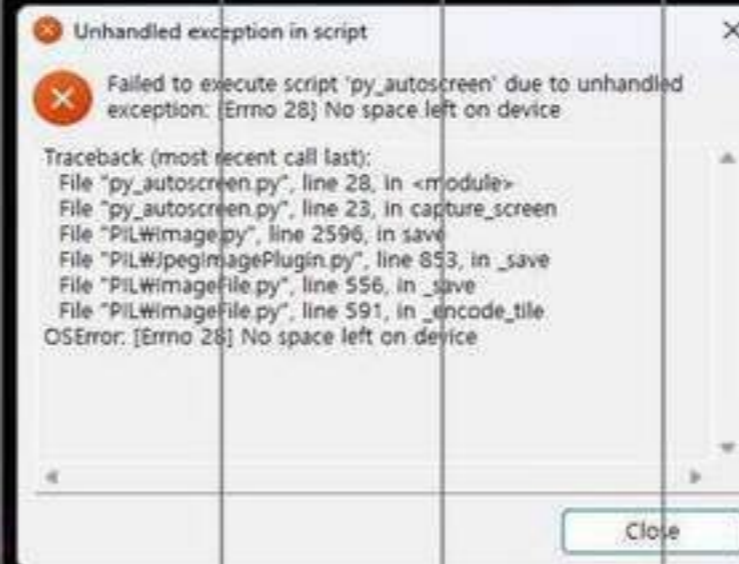 Unhandled exception in script
Failed to execute script 'py_autoscreen' due to unhandled
exception: [Errno 28] No space left on device
Traceback (most recent call last):
File "py_autoscreen.py", line 28, in <module>
File "py_autoscreen.py", line 23, in capture_screen
File "PIL₩Image.py", line 2596, in save
File "PIL₩JpegImagePlugin.py", line 853, in _save
File "PIL₩ImageFile.py", line 556, in _save
File "PIL₩ImageFile.py", line 591, in _encode_tile
OSError: [Errno 28] No space left on device
Close